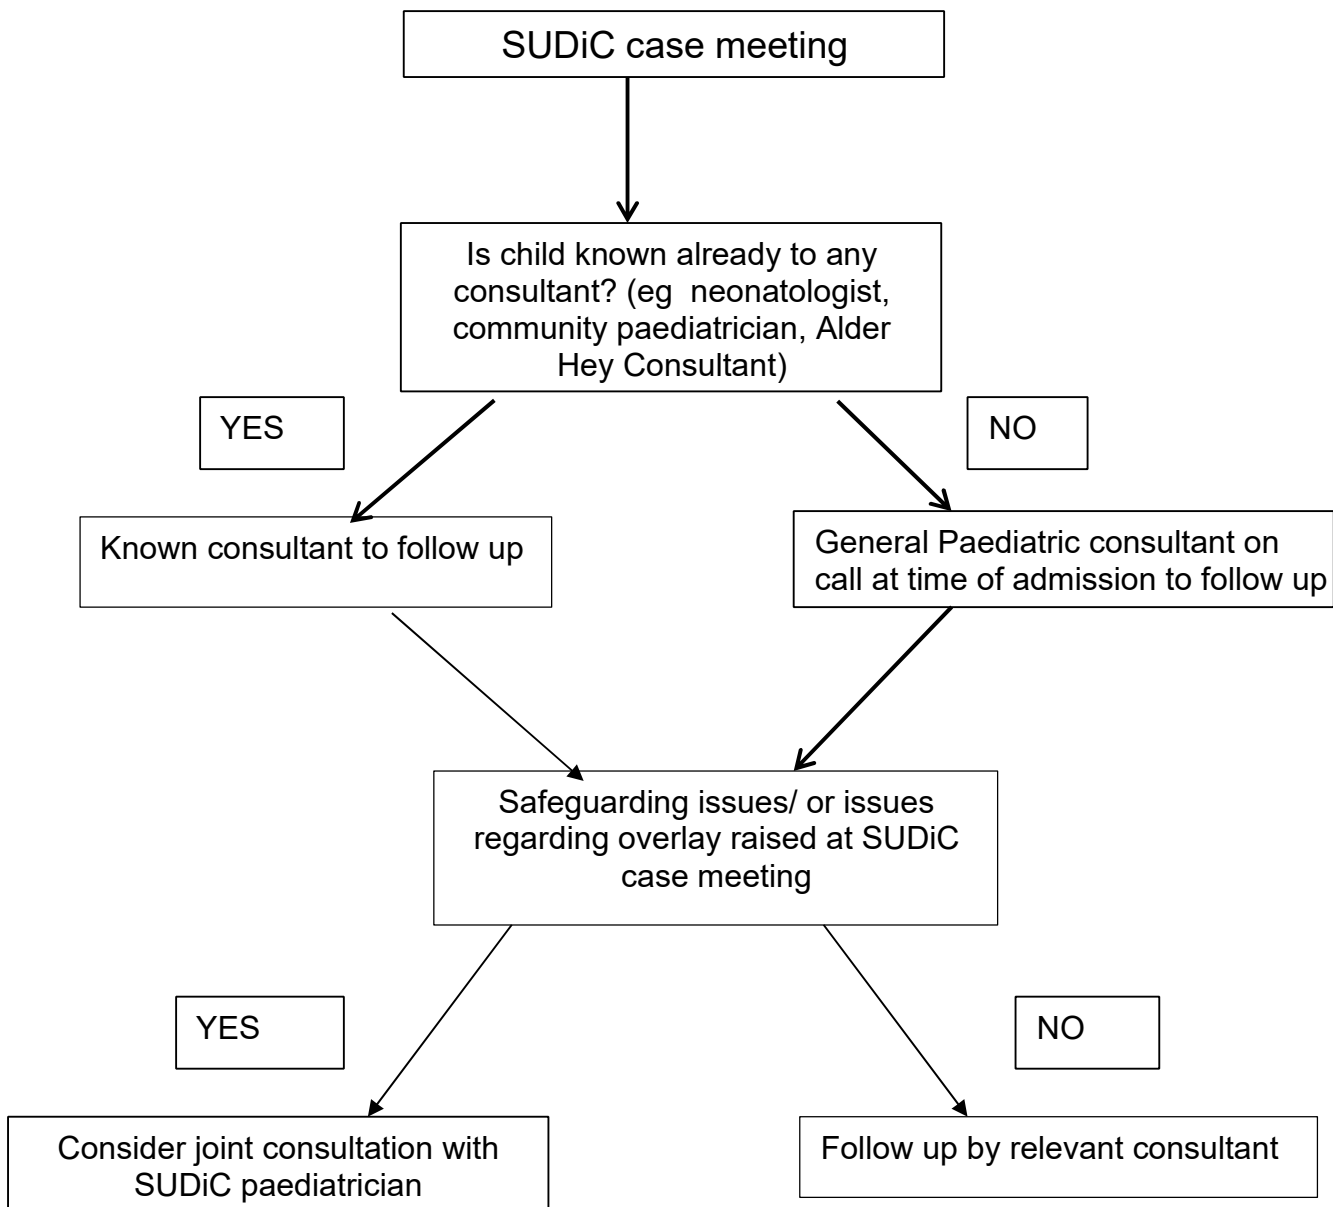 SUDiC case meeting
Is child known already to any
consultant? (eg  neonatologist,
community paediatrician, Alder
Hey Consultant)
YES
NO
Known consultant to follow up
General Paediatric consultant on
call at time of admission to follow up
Safeguarding issues/ or issues
regarding overlay raised at SUDiC
case meeting
YES
NO
Consider joint consultation with
SUDiC paediatrician
Follow up by relevant consultant